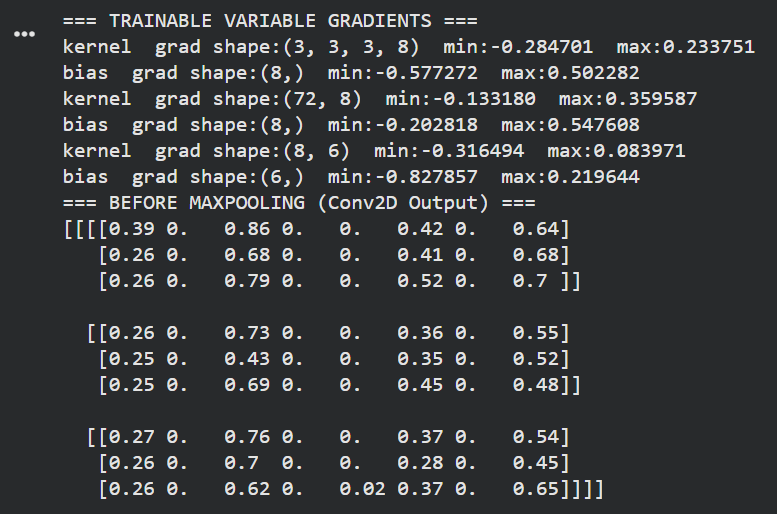 === TRAINABLE VARIABLE GRADIENTS ===
kernel  grad shape:(3, 3, 3, 8)  min:-0.284701  max:0.233751
bias  grad shape:(8,)  min:-0.577272  max:0.502282
kernel  grad shape:(72, 8)  min:-0.133180  max:0.359587
bias  grad shape:(8,)  min:-0.202818  max:0.547608
kernel  grad shape:(8, 6)  min:-0.316494  max:0.083971
bias  grad shape:(6,)  min:-0.827857  max:0.219644
=== BEFORE MAXPOOLING (Conv2D Output) ===
[[[[0.39 0.   0.86 0.   0.   0.42 0.   0.64]
   [0.26 0.   0.68 0.   0.   0.41 0.   0.68]
   [0.26 0.   0.79 0.   0.   0.52 0.   0.7 ]]

  [[0.26 0.   0.73 0.   0.   0.36 0.   0.55]
   [0.25 0.   0.43 0.   0.   0.35 0.   0.52]
   [0.25 0.   0.69 0.   0.   0.45 0.   0.48]]

  [[0.27 0.   0.76 0.   0.   0.37 0.   0.54]
   [0.26 0.   0.7  0.   0.   0.28 0.   0.45]
   [0.26 0.   0.62 0.   0.02 0.37 0.   0.65]]]]